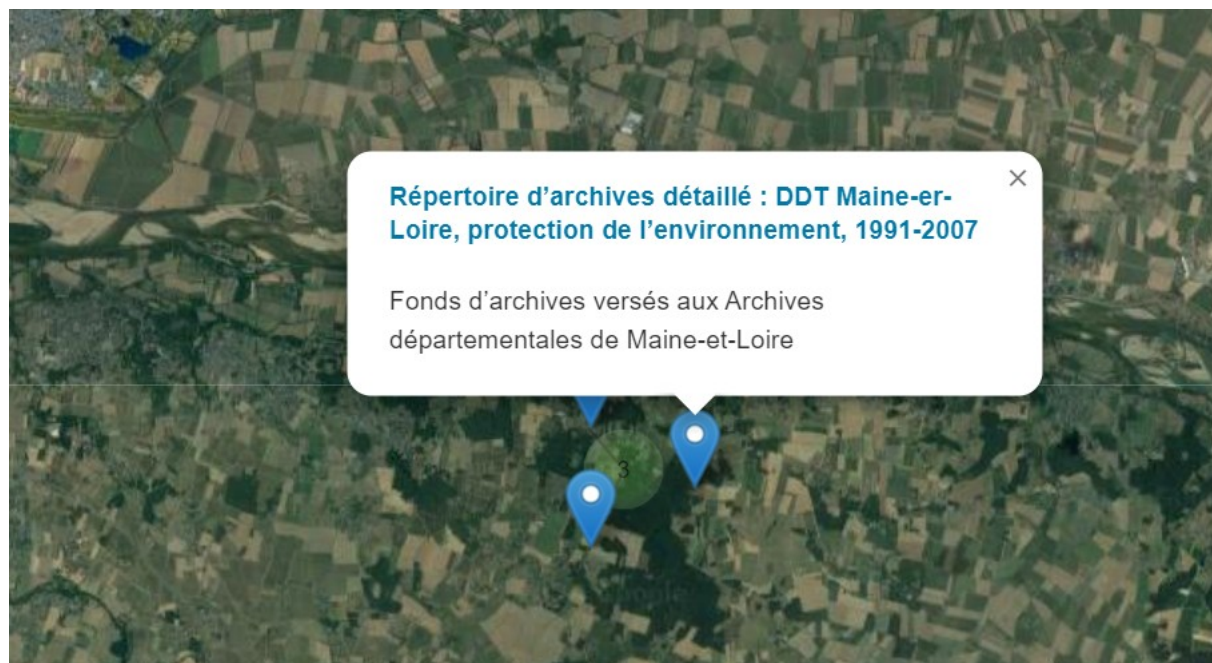 Répertoire d’archives détaillé : DDT Maine-er-
Loire, protection de l’environnement, 1991-2007
Fonds d’archives versés aux Archives
départementales de Maine-et-Loire
3